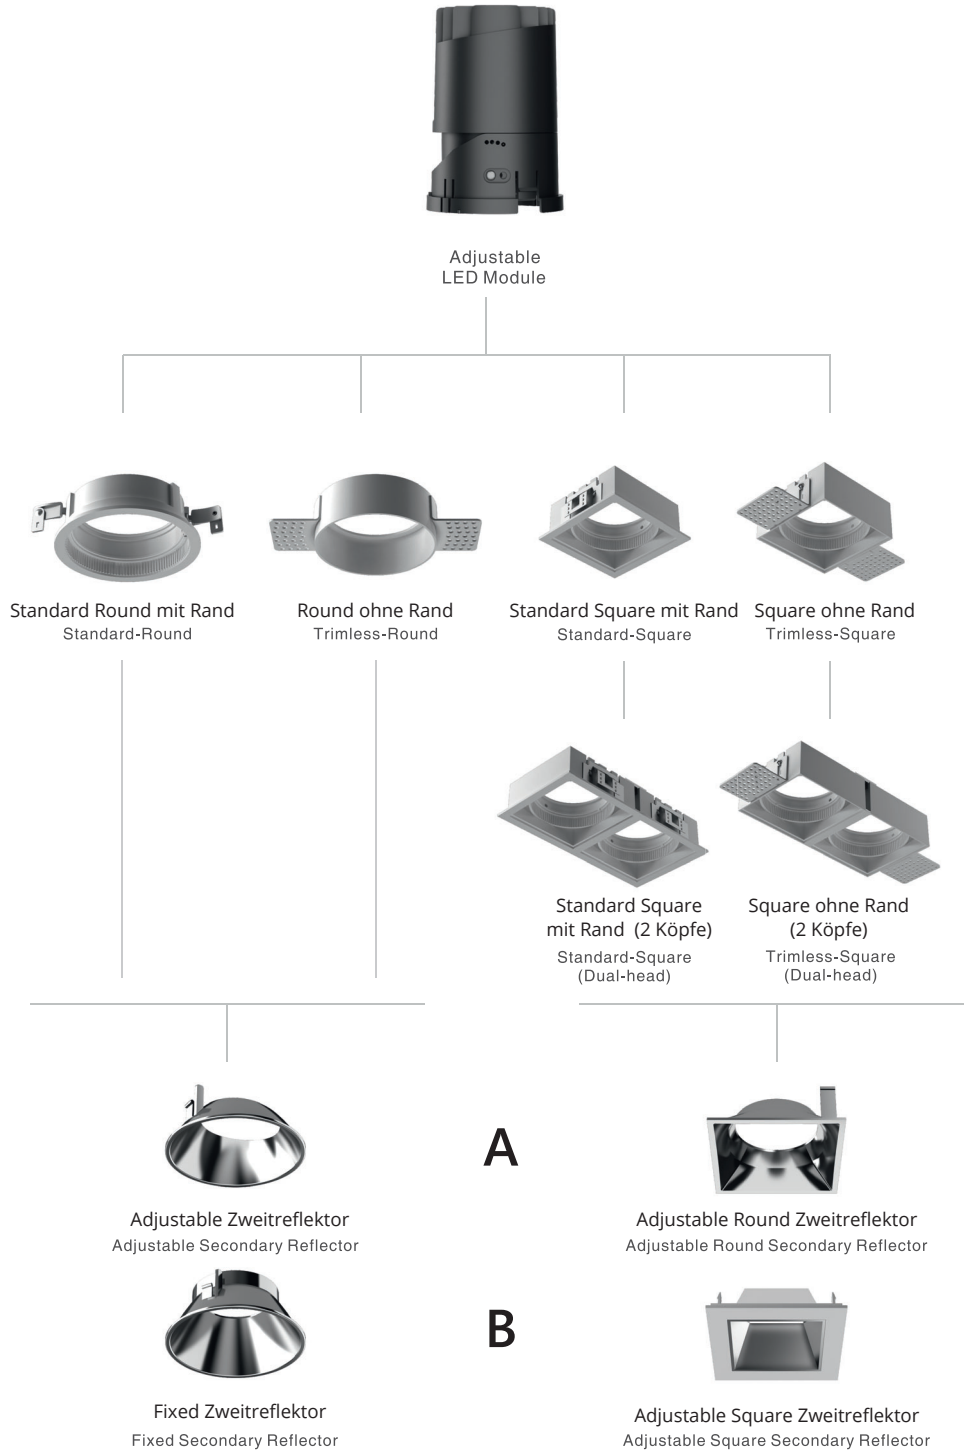 Adjustable
LED Module
Standard Round mit Rand
Standard-Round
Round ohne Rand
Trimless-Round
Standard Square mit Rand
Standard-Square
Square ohne Rand
Trimless-Square
Standard Square
mit Rand (2 Köpfe)
Standard-Square
(Dual-head)
Square ohne Rand
(2 Köpfe)
Trimless-Square
(Dual-head)
A
Adjustable Zweitreflektor
Adjustable Secondary Reflector
Adjustable Round Zweitreflektor
Adjustable Round Secondary Reflector
B
Fixed Zweitreflektor
Fixed Secondary Reflector
Adjustable Square Zweitreflektor
Adjustable Square Secondary Reflector